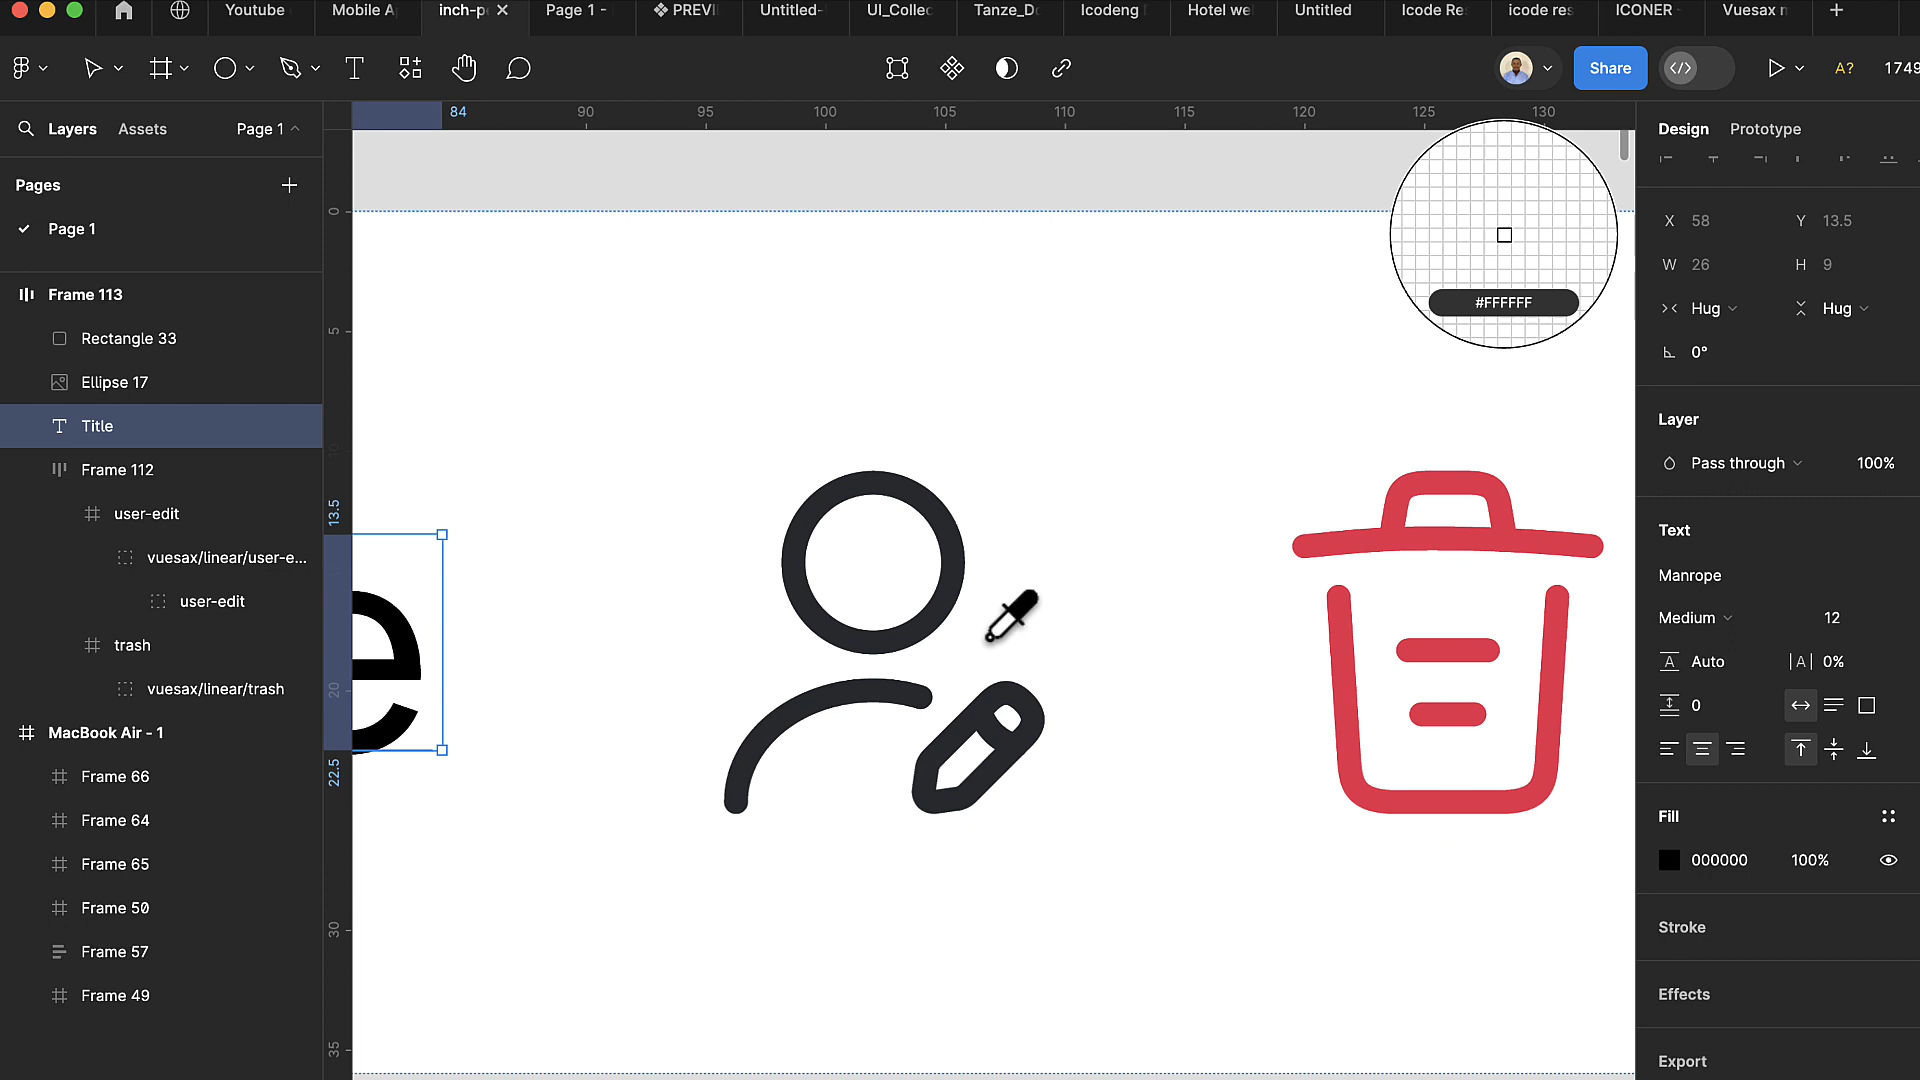 Youtube
Mobile A
inch-p
Page 1 -
PREVI
Untitled-
UI_Collec
Tanze_D
Icodeng
Hotel we
Untitled
Icode Re
icode res
ICONER
Vuesax
Share
A?
1749
Layers
Assets
Page 1
84
90
95
100
105
110
115
120
125
130
Design
Prototype
Pages
Page 1
0
5
10
13.5
20
22.5
30
35
Frame 113
Rectangle 33
Ellipse 17
Title
Frame 112
user-edit
vuesax/linear/user-e...
user-edit
trash
vuesax/linear/trash
MacBook Air - 1
Frame 66
Frame 64
Frame 65
Frame 50
Frame 57
Frame 49
e
#FFFFFF
X 58
Y 13.5
W 26
H 9
Hug
Hug
0°
Layer
Pass through
100%
Text
Manrope
Medium
12
Auto
|A| 0%
0
Fill
000000
100%
Stroke
Effects
Export